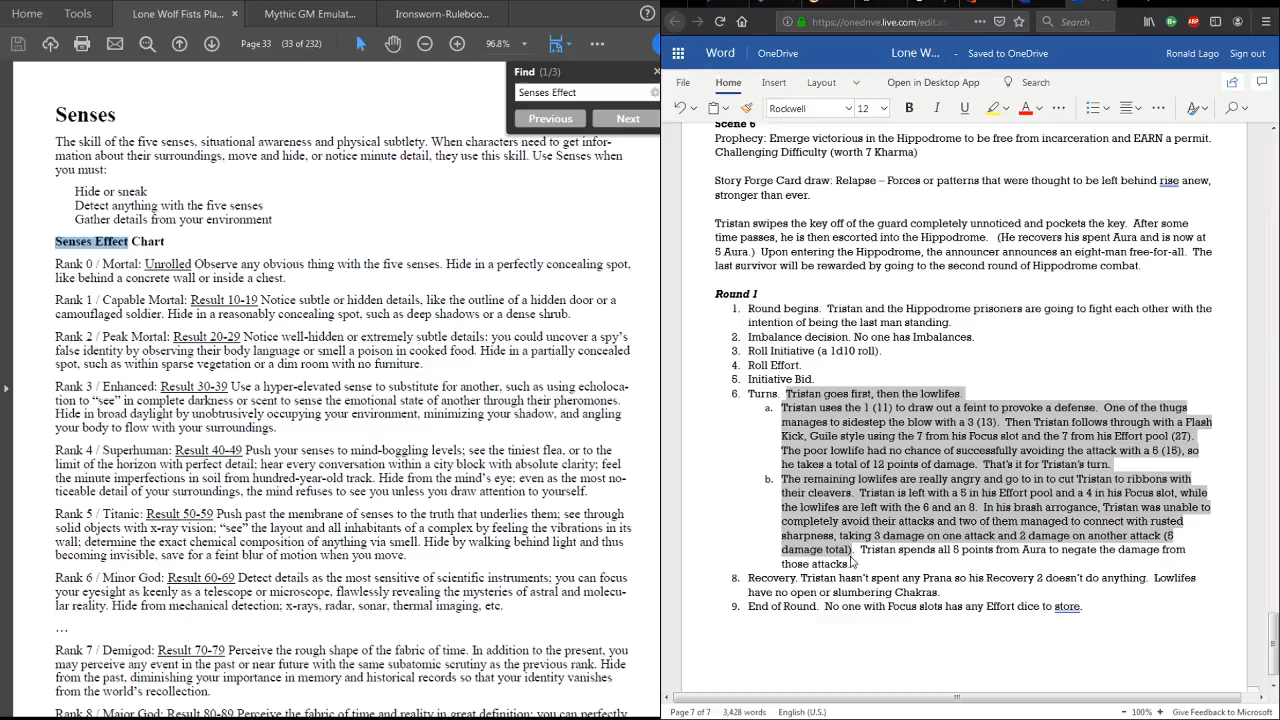 Home Tools Lone Wolf Fists Pla... × Mythic GM Emulat... Ironsworn-Ruleboo...
Page 33 (33 of 232) 96.8%
Find (1/3)
Senses Effect
Previous Next
Senses
The skill of the five senses, situational awareness and physical subtlety. When characters need to get infor-
mation about their surroundings, move and hide, or notice minute detail, they use this skill. Use Senses when
you must:
Hide or sneak
Detect anything with the five senses
Gather details from your environment
Senses Effect Chart
Rank 0 / Mortal: Unrolled Observe any obvious thing with the five senses. Hide in a perfectly concealing spot,
like behind a concrete wall or inside a chest.
Rank 1 / Capable Mortal: Result 10-19 Notice subtle or hidden details, like the outline of a hidden door or a
camouflaged soldier. Hide in a reasonably concealing spot, such as deep shadows or a dense shrub.
Rank 2 / Peak Mortal: Result 20-29 Notice well-hidden or extremely subtle details: you could uncover a spy's
false identity by observing their body language or smell a poison in cooked food. Hide in a partially concealed
spot, such as within sparse vegetation or a dim room with no furniture.
Rank 3 / Enhanced: Result 30-39 Use a hyper-elevated sense to substitute for another, such as using echoloca-
tion to “see” in complete darkness or scent to sense the emotional state of another through their pheromones.
Hide in broad daylight by unobtrusively occupying your environment, minimizing your shadow, and angling
your body to flow with your surroundings.
Rank 4 / Superhuman: Result 40-49 Push your senses to mind-boggling levels; see the tiniest flea, or to the
limit of the horizon with perfect detail; hear every conversation within a city block with absolute clarity; feel
the minute imperfections in soil from hundred-year-old track. Hide from the mind's eye; even as the most no-
ticeable detail of your surroundings, the mind refuses to see you unless you draw attention to yourself.
Rank 5 / Titanic: Result 50-59 Push past the membrane of senses to the truth that underlies them; see through
solid objects with x-ray vision; “see” the layout and all inhabitants of a complex by feeling the vibrations in its
wall; determine the exact chemical composition of anything via smell. Hide by walking behind light and thus
becoming invisible, save for a feint blur of motion when you move.
Rank 6 / Minor God: Result 60-69 Detect details as the most sensitive of scientific instruments; you can focus
your eyesight as keenly as a telescope or microscope, flawlessly revealing the mysteries of astral and molecu-
lar reality. Hide from mechanical detection; x-rays, radar, sonar, thermal imaging, etc.
…
Rank 7 / Demigod: Result 70-79 Perceive the rough shape of the fabric of time. In addition to the present, you
may perceive any event in the past or near future with the same subatomic scrutiny as the previous rank. Hide
from the past, diminishing your importance in memory and historical records so that your identity vanishes
from the world's recollection.
Rank 8 / Major God: Result 80-89 Perceive the fabric of time and reality in great definition; you can perfectly
https://onedrive.live.com/edit.as Search
Word OneDrive Lone W... - Saved to OneDrive Ronald Lago Sign out
File Home Insert Layout Open in Desktop App Search
Rockwell 12 B I U A
Scene 6
Prophecy: Emerge victorious in the Hippodrome to be free from incarceration and EARN a permit.
Challenging Difficulty (worth 7 Kharma)
Story Forge Card draw: Relapse – Forces or patterns that were thought to be left behind rise anew,
stronger than ever.
Tristan swipes the key off of the guard completely unnoticed and pockets the key. After some
time passes, he is then escorted into the Hippodrome. (He recovers his spent Aura and is now at
5 Aura.) Upon entering the Hippodrome, the announcer announces an eight-man free-for-all. The
last survivor will be rewarded by going to the second round of Hippodrome combat.
Round 1
1. Round begins. Tristan and the Hippodrome prisoners are going to fight each other with the
intention of being the last man standing.
2. Imbalance decision. No one has Imbalances.
3. Roll Initiative (a 1d10 roll).
4. Roll Effort.
5. Initiative Bid.
6. Turns. Tristan goes first, then the lowlifes.
a. Tristan uses the 1 (11) to draw out a feint to provoke a defense. One of the thugs
manages to sidestep the blow with a 3 (13). Then Tristan follows through with a Flash
Kick, Guile style using the 7 from his Focus slot and the 7 from his Effort pool (27).
The poor lowlife had no chance of successfully avoiding the attack with a 5 (15), so
he takes a total of 12 points of damage. That's it for Tristan's turn.
b. The remaining lowlifes are really angry and go to in to cut Tristan to ribbons with
their cleavers. Tristan is left with a 5 in his Effort pool and a 4 in his Focus slot, while
the lowlifes are left with the 6 and an 8. In his brash arrogance, Tristan was unable to
completely avoid their attacks and two of them managed to connect with rusted
sharpness, taking 3 damage on one attack and 2 damage on another attack (5
damage total). Tristan spends all 5 points from Aura to negate the damage from
those attacks.
8. Recovery. Tristan hasn't spent any Prana so his Recovery 2 doesn't do anything. Lowlifes
have no open or slumbering Chakras.
9. End of Round. No one with Focus slots has any Effort dice to store.
Page 7 of 7 3,428 words English (U.S.) - 100% + Give Feedback to Microsoft